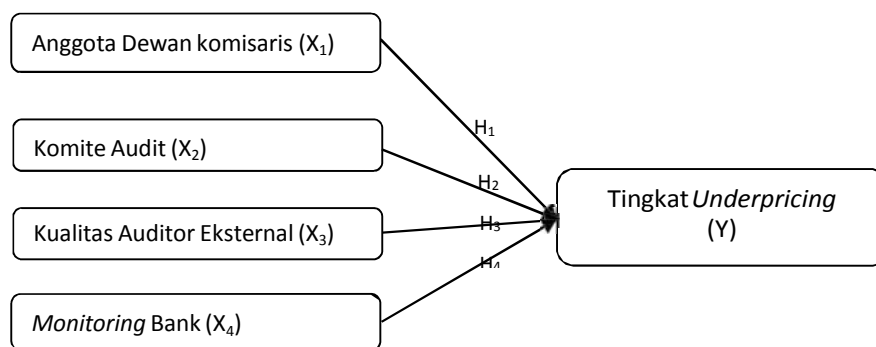 Anggota Dewan komisaris (X₁)
H₁
Komite Audit (X₂)
H₂
Tingkat Underpricing
(Y)
Kualitas Auditor Eksternal (X₃)
H₃
H₄
Monitoring Bank (X₄)